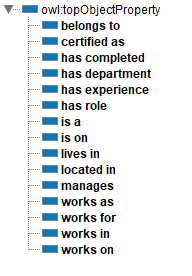 owl:topObjectProperty
belongs to
certified as
has completed
has department
has experience
has role
is a
is on
lives in
located in
manages
works as
works for
works in
works on